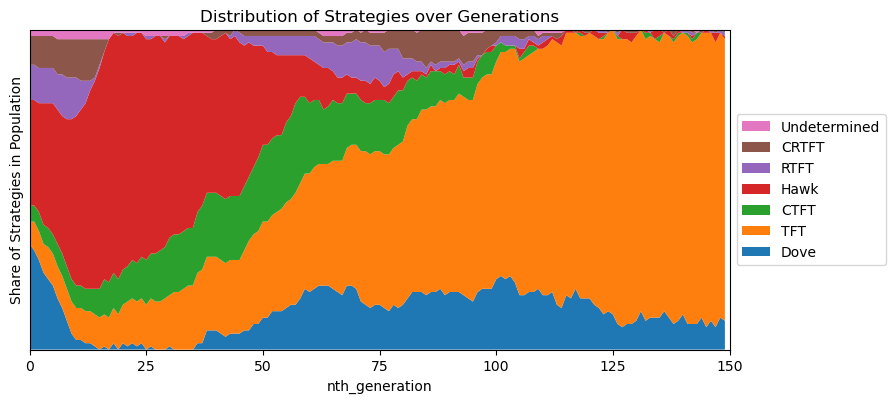 Distribution of Strategies over Generations
Share of Strategies in Population
Undetermined
CRTFT
RTFT
Hawk
CTFT
TFT
Dove
0 25 50 75 100 125 150
nth_generation